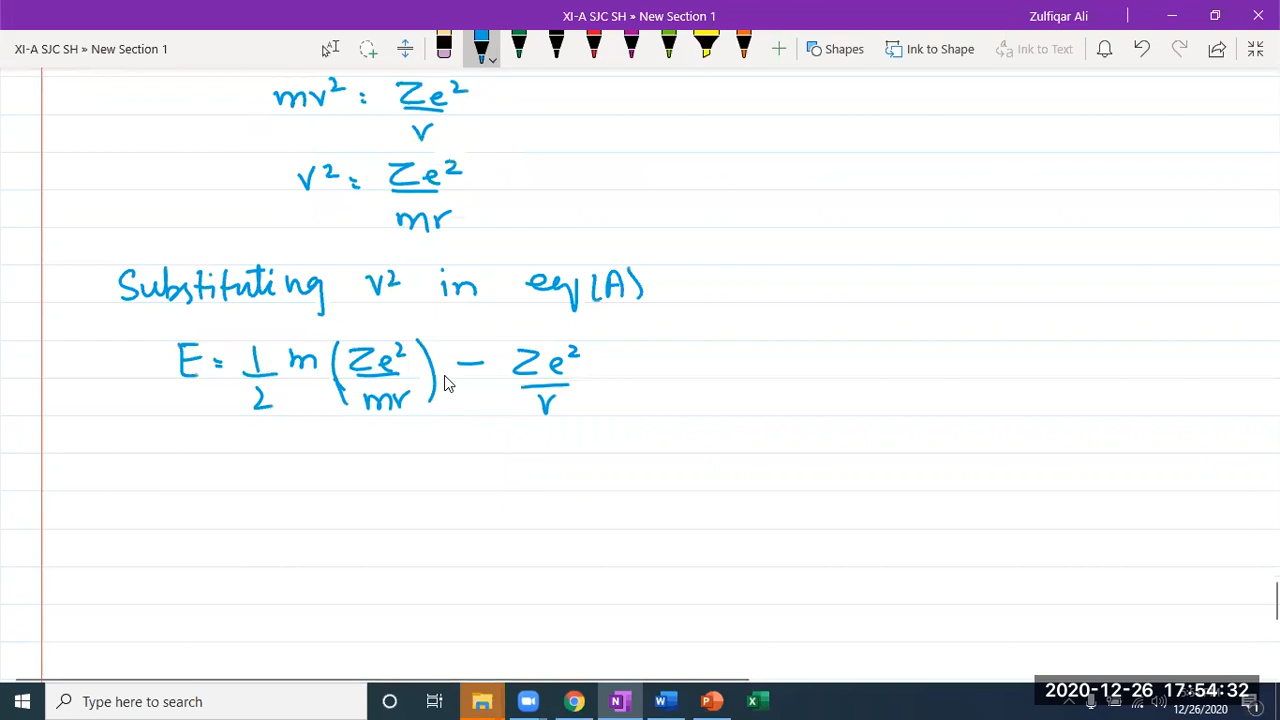 XI-A SJC SH » New Section 1
Zulfiqar Ali
XI-A SJC SH » New Section 1
Shapes
Ink to Shape
Ink to Text
mv² = Ze²
r
v² = Ze²
mr
Substituting v² in eq(A)
E = 1/2 m (Ze²/mr) − Ze²/r
Type here to search
2020-12-26 17:54:32
12/26/2020